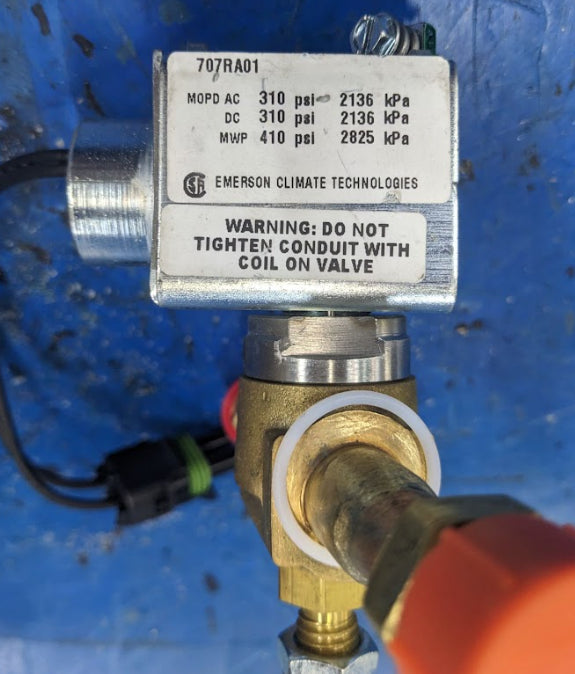 707RA01
MOPD AC 310 psi 2136 kPa
DC 310 psi 2136 kPa
MWP 410 psi 2825 kPa
EMERSON CLIMATE TECHNOLOGIES
WARNING: DO NOT
TIGHTEN CONDUIT WITH
COIL ON VALVE